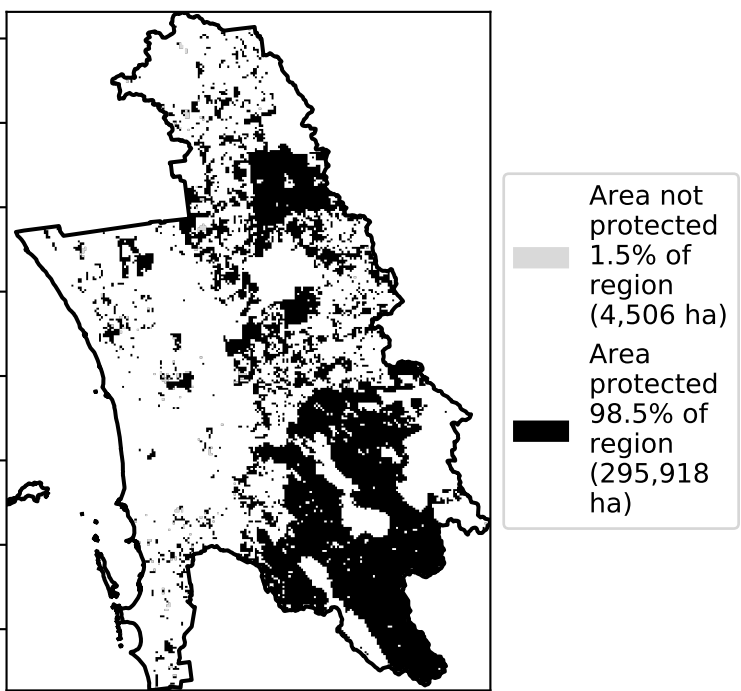 Area not
protected
1.5% of
region
(4,506 ha)
Area
protected
98.5% of
region
(295,918
ha)